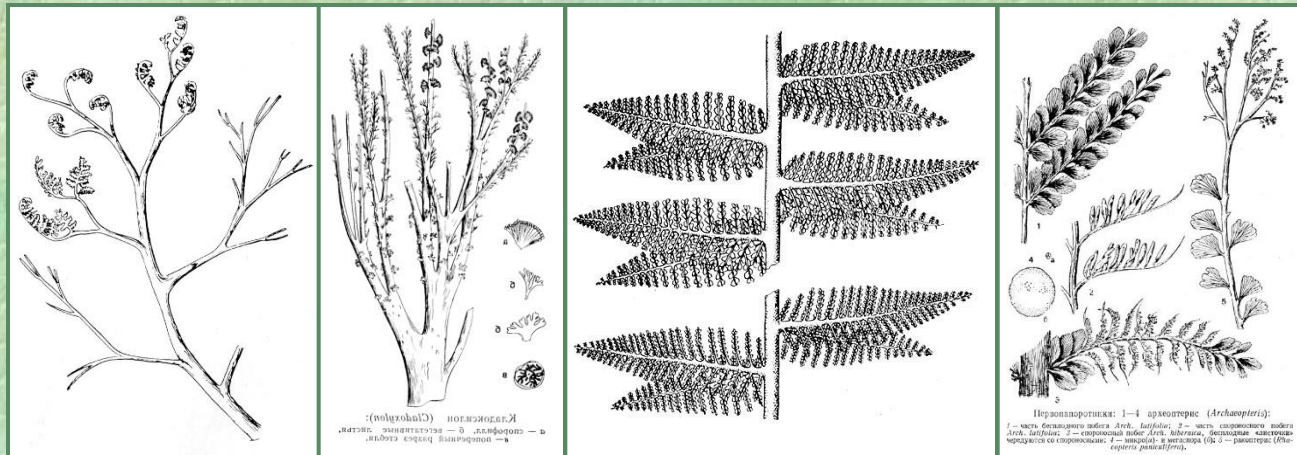 а
б
б
в
Кладоксилон (Cladoxylon):
а — спорофилл, б — вегетативные листья,
в — поперечный разрез стебля.
1
4
а
2
б
5
3
Первопапоротники: 1—4 археоптерис (Archaeopteris):
1 — часть бесплодного побега Arch. latifolia; 2 — часть спороносного побега
Arch. latifolia; 3 — спороносный побег Arch. hibernica, бесплодные «листочки»
чередуются со спороносными; 4 — микро(а)- и мегаспора (б); 5 — ракоптерис (Rha-
copteris paniculifera).